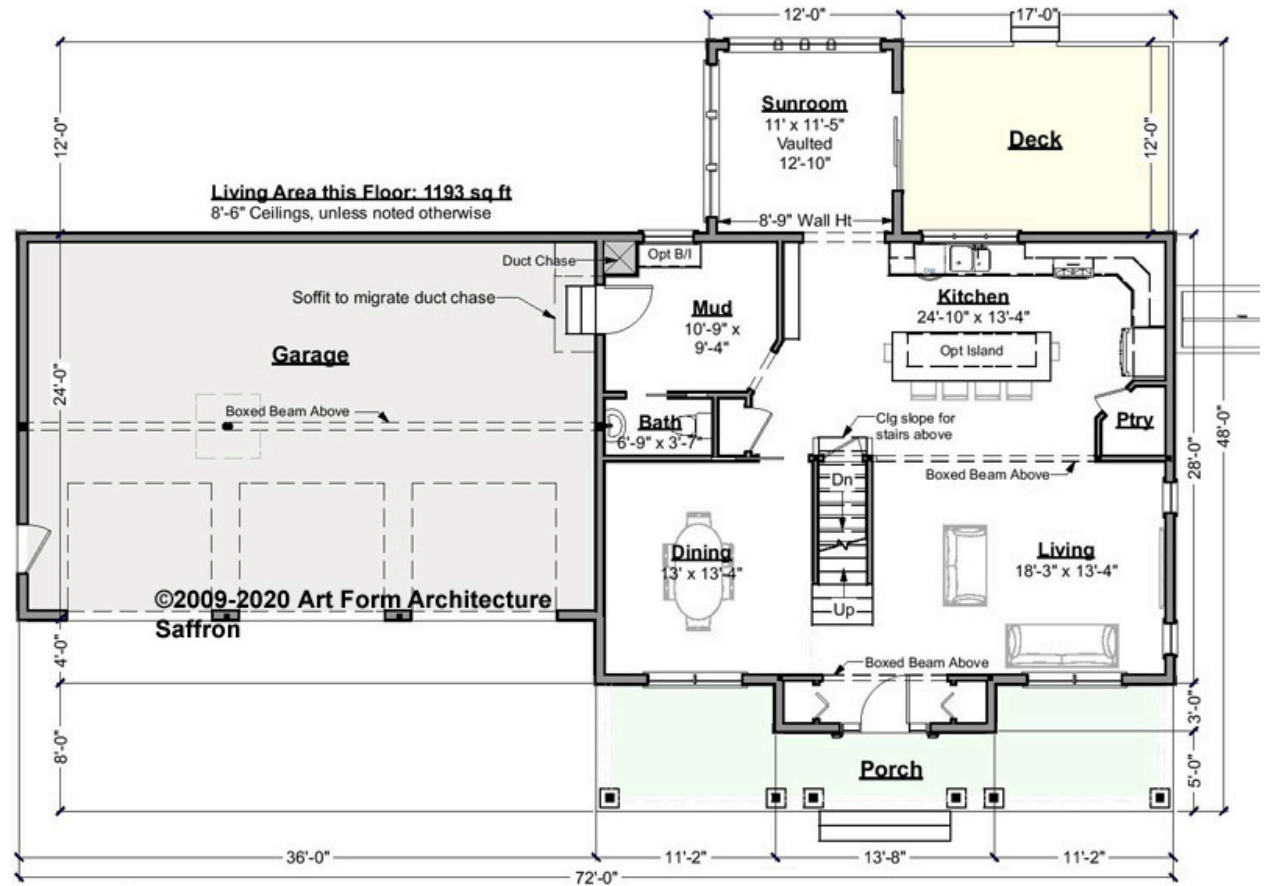 12'-0"
17'-0"
12'-0"
Sunroom
11' x 11'-5"
Vaulted
12'-10"
Deck
12'-0"
Living Area this Floor: 1193 sq ft
8'-6" Ceilings, unless noted otherwise
8'-9" Wall Ht
Duct Chase
Opt B/I
Soffit to migrate duct chase
Mud
10'-9" x
9'-4"
Kitchen
24'-10" x 13'-4"
Opt Island
Garage
24'-0"
Boxed Beam Above
Bath
6'-9" x 3'-7"
Clg slope for
stairs above
Ptry
48'-0"
28'-0"
Boxed Beam Above
Dn
Dining
13' x 13'-4"
Living
18'-3" x 13'-4"
Up
©2009-2020 Art Form Architecture
Saffron
4'-0"
Boxed Beam Above
3'-0"
8'-0"
Porch
5'-0"
36'-0"
11'-2"
13'-8"
11'-2"
72'-0"